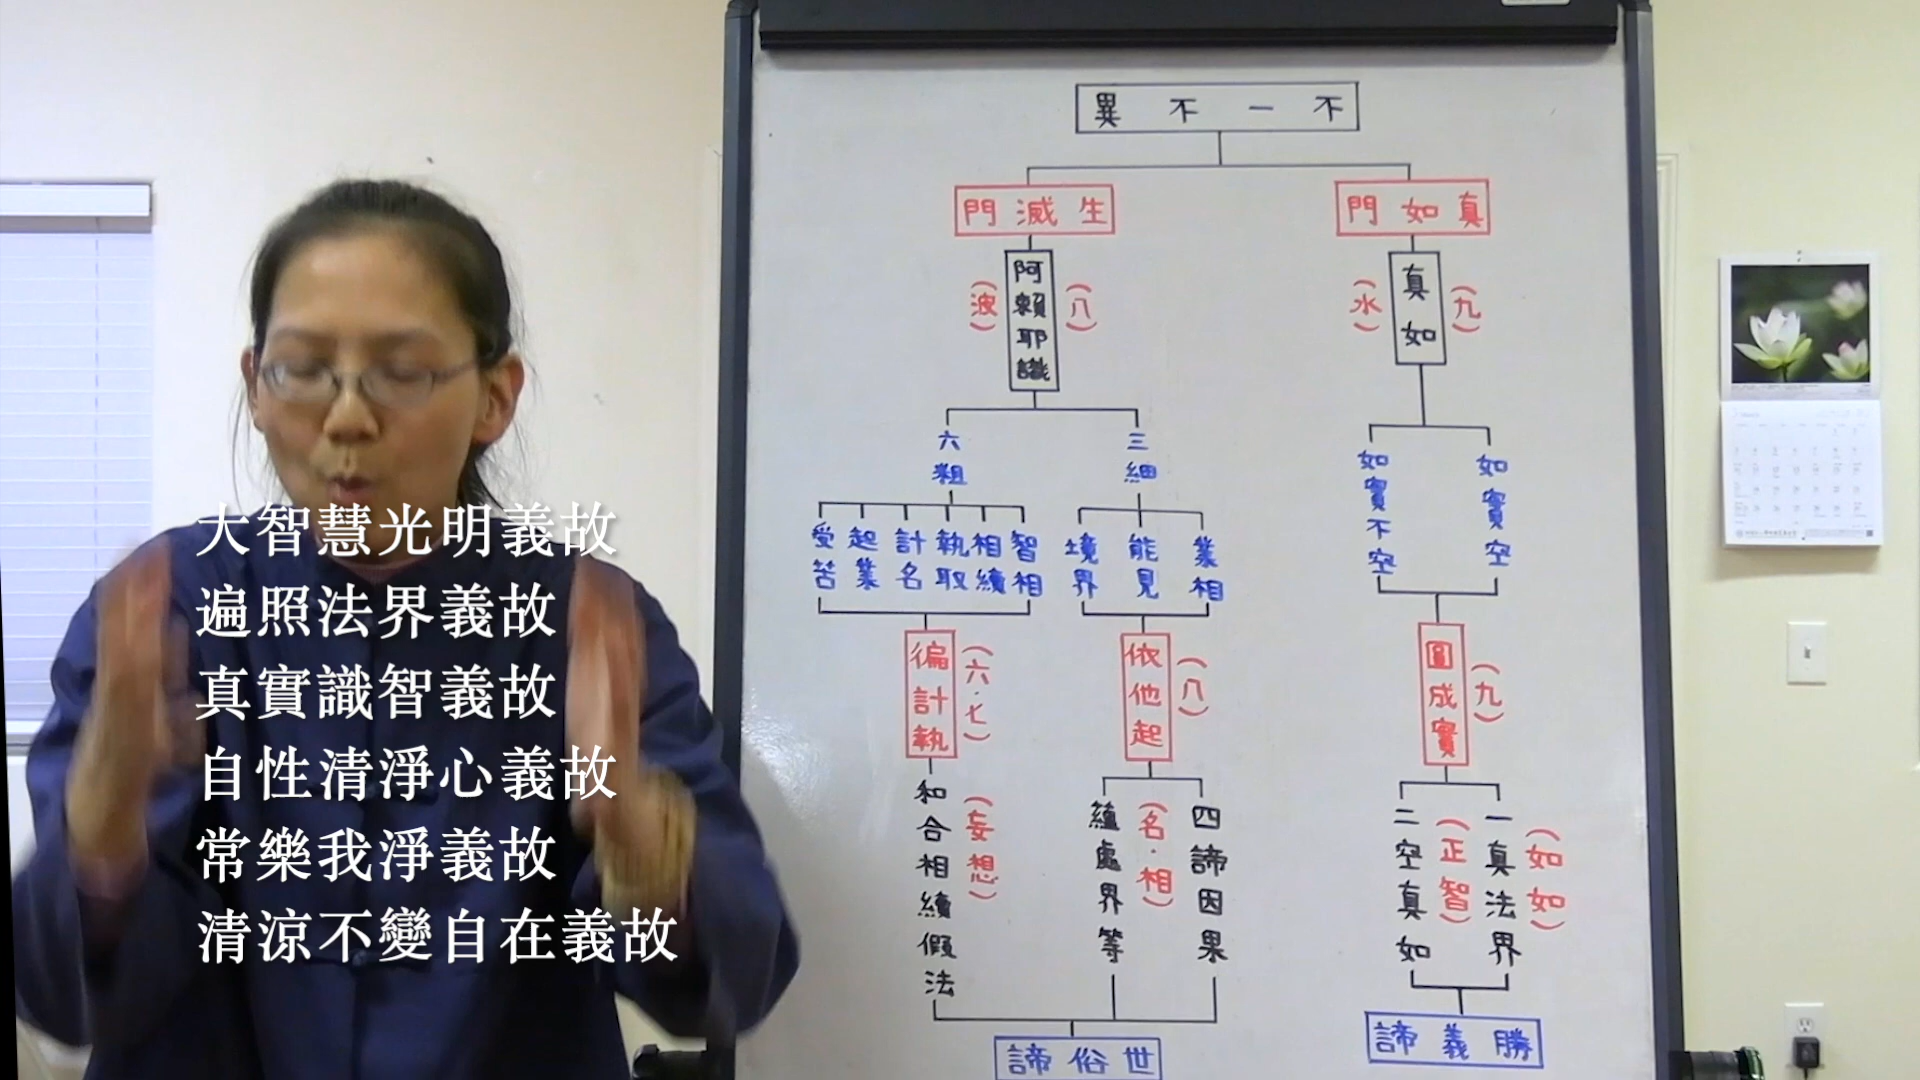 大智慧光明義故
遍照法界義故
真實識智義故
自性清淨心義故
常樂我淨義故
清涼不變自在義故
異不一不
門如真
真如
(九)
(水)
如實空
如實不空
圓成實
(九)
一真法界
(如如)
二空真如
(正智)
諦義勝
門滅生
阿賴耶識
(八)
(波)
三細
業相
能見
境界
依他起
(八)
四諦因果
(名·相)
蘊處界等
六粗
智相
相續
執取
計名
起業
受苦
徧計執
(六·七)
和合相續假法
(妄想)
諦俗世